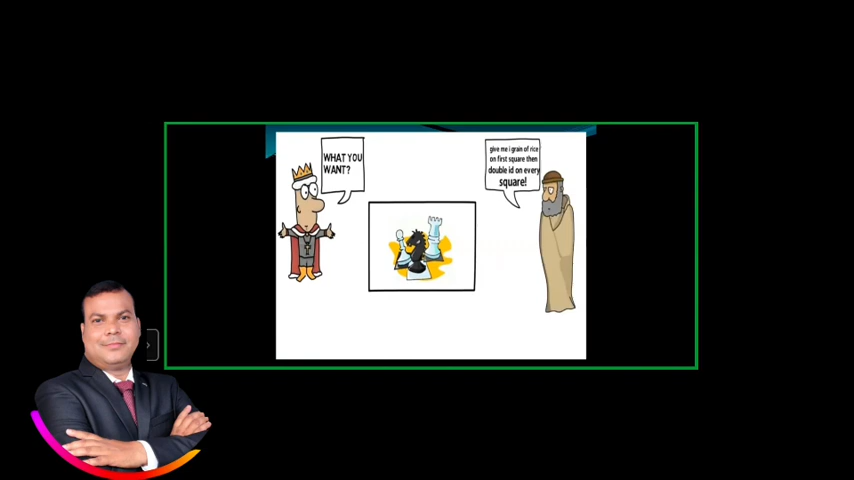 WHAT YOU
WANT?
give me i grain of rice
on first square then
double id on every
square!